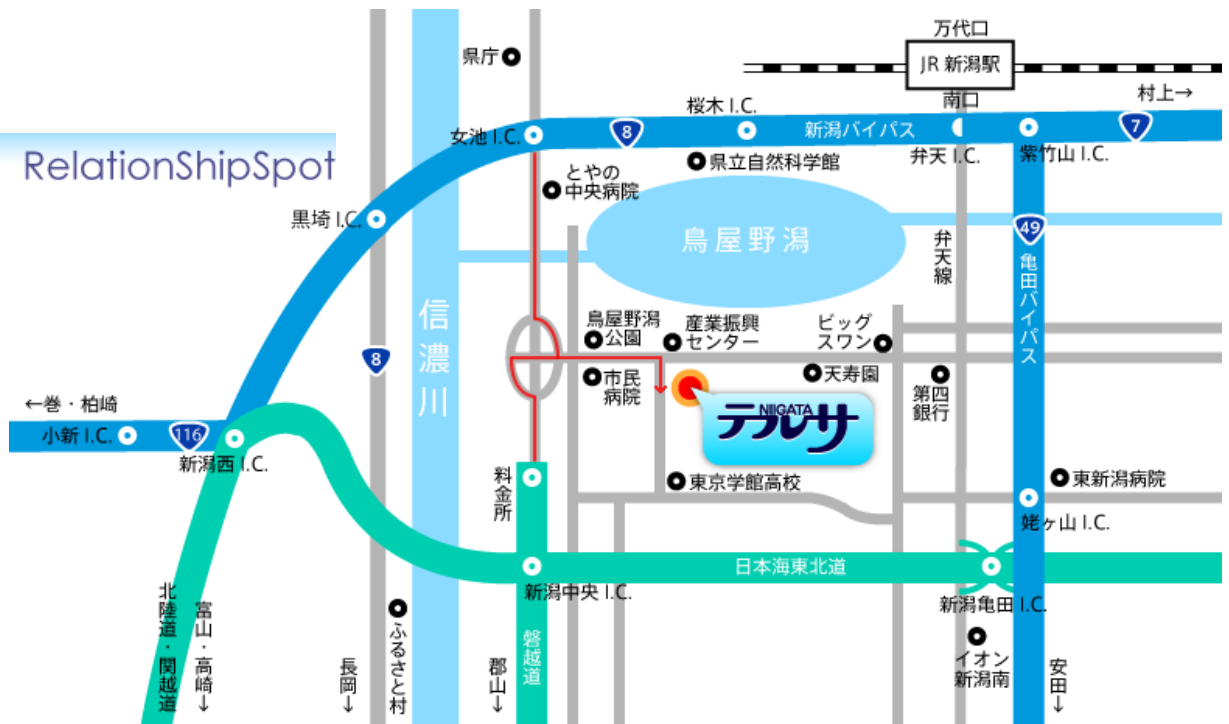 万代口
JR 新潟駅
南口
村上→
県庁
桜木 I.C.
女池 I.C.
8
新潟バイパス
7
弁天 I.C.
紫竹山 I.C.
県立自然科学館
RelationShipSpot
とやの
中央病院
黒埼 I.C.
鳥屋野潟
弁天線
49
亀田バイパス
信濃川
鳥屋野潟
公園
産業振興
センター
ビッグ
スワン
8
市民
病院
天寿園
第四
銀行
←巻・柏崎
小新 I.C.
116
新潟西 I.C.
NIIGATA
テルサ
料金所
東京学館高校
東新潟病院
姥ヶ山 I.C.
日本海東北道
新潟中央 I.C.
新潟亀田 I.C.
北陸道・関越道
富山・高崎↓
長岡↓
ふるさと村
郡山↓
磐越道
イオン
新潟南
安田↓